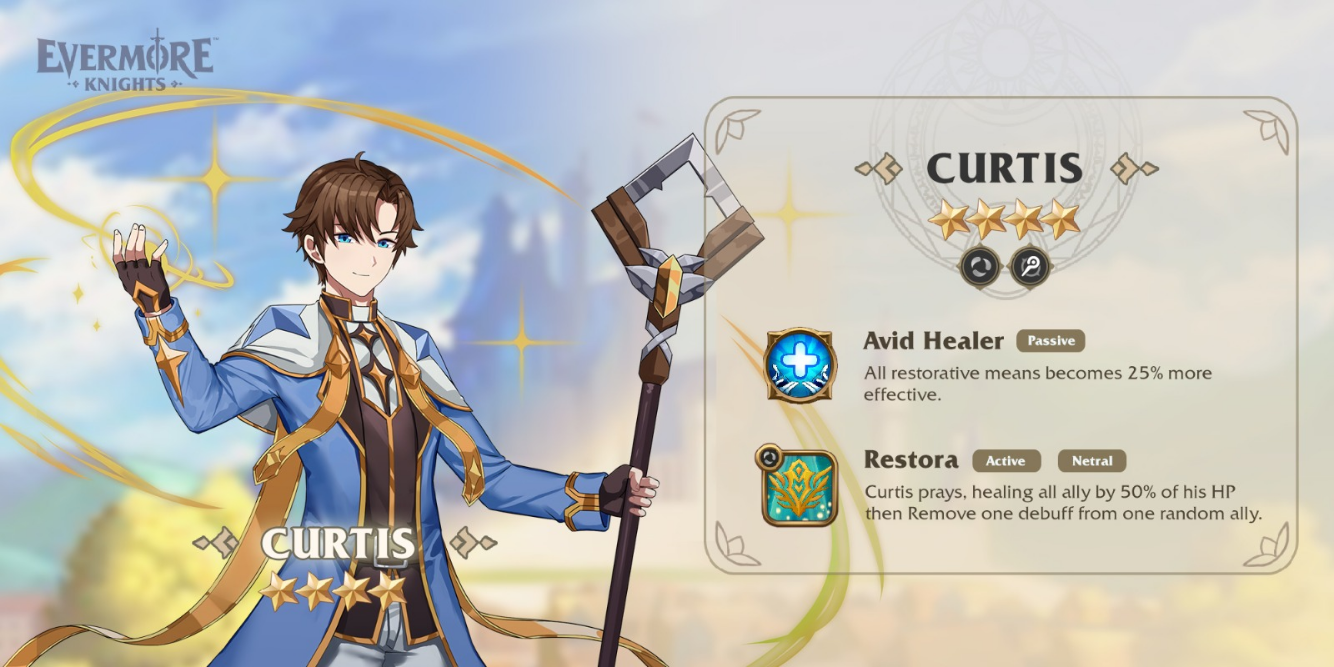 EVERMORE™
KNIGHTS
CURTIS
CURTIS
Avid Healer Passive
All restorative means becomes 25% more
effective.
Restora Active Netral
Curtis prays, healing all ally by 50% of his HP
then Remove one debuff from one random ally.